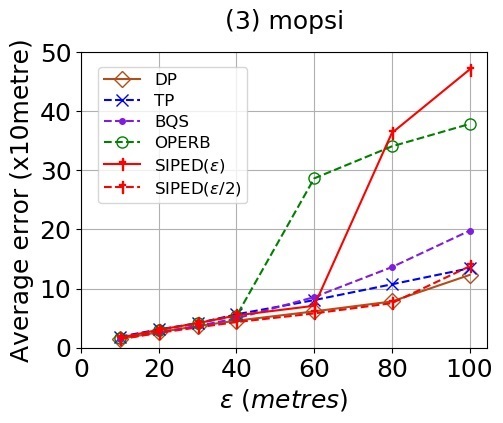 (3) mopsi
Average error (x10metre)
50
40
30
20
10
0
DP
TP
BQS
OPERB
SIPED(ε)
SIPED(ε/2)
0 20 40 60 80 100
ε (metres)